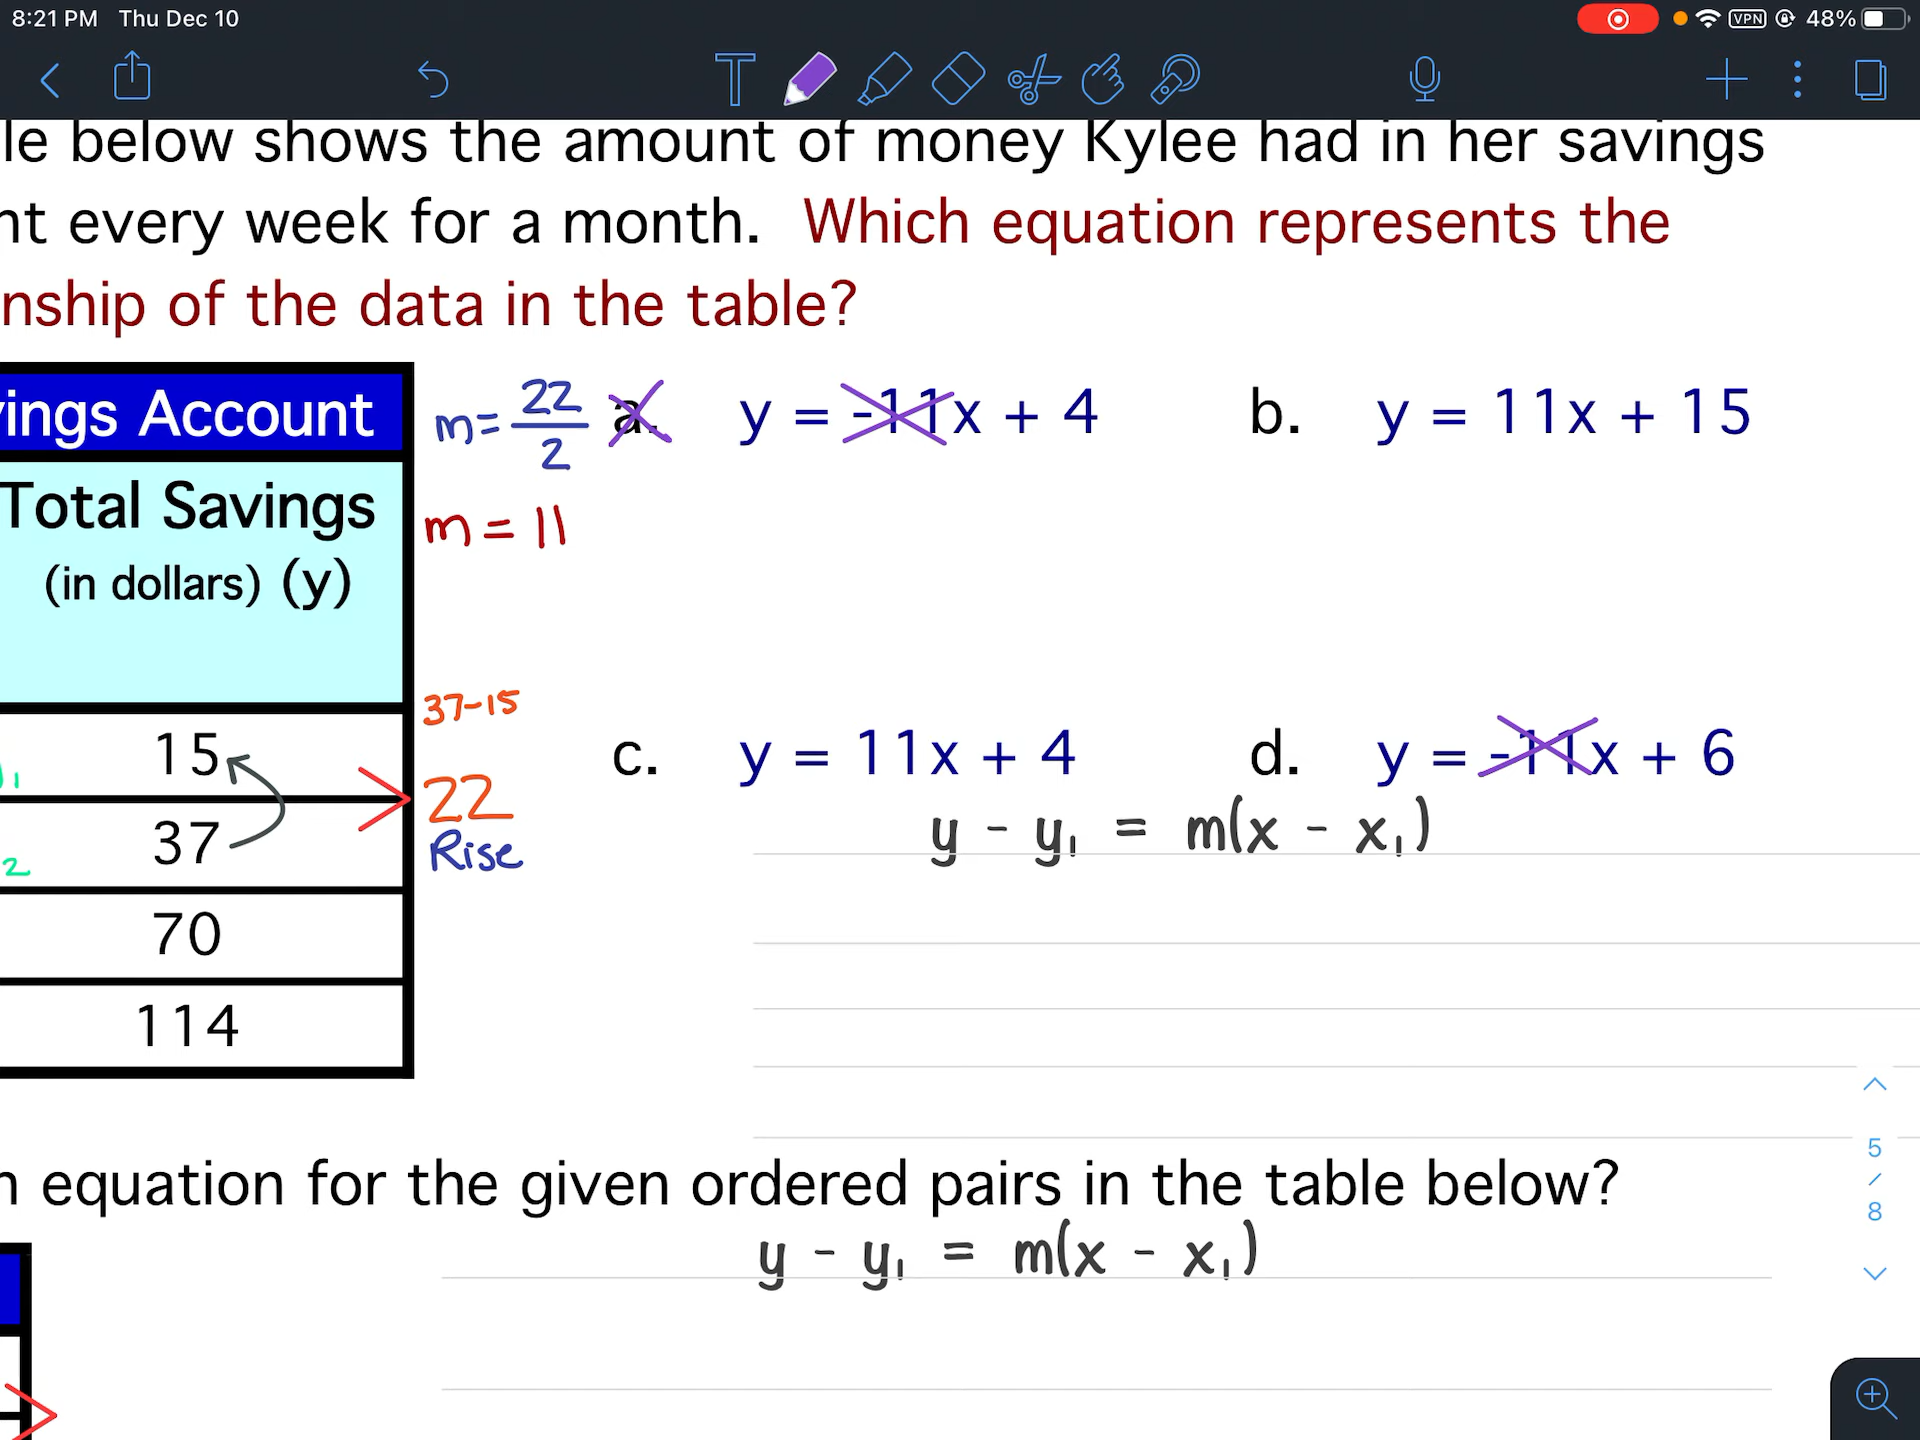 8:21 PM Thu Dec 10
VPN 48%
T
le below shows the amount of money Kylee had in her savings
nt every week for a month. Which equation represents the
nship of the data in the table?
ings Account
Total Savings
(in dollars) (y)
15
37
70
114
m = 22/2
m = 11
37-15
22
Rise
1
2
a. y = -11x + 4
b. y = 11x + 15
c. y = 11x + 4
d. y = -11x + 6
y - y₁ = m(x - x₁)
n equation for the given ordered pairs in the table below?
y - y₁ = m(x - x₁)
5
/
8